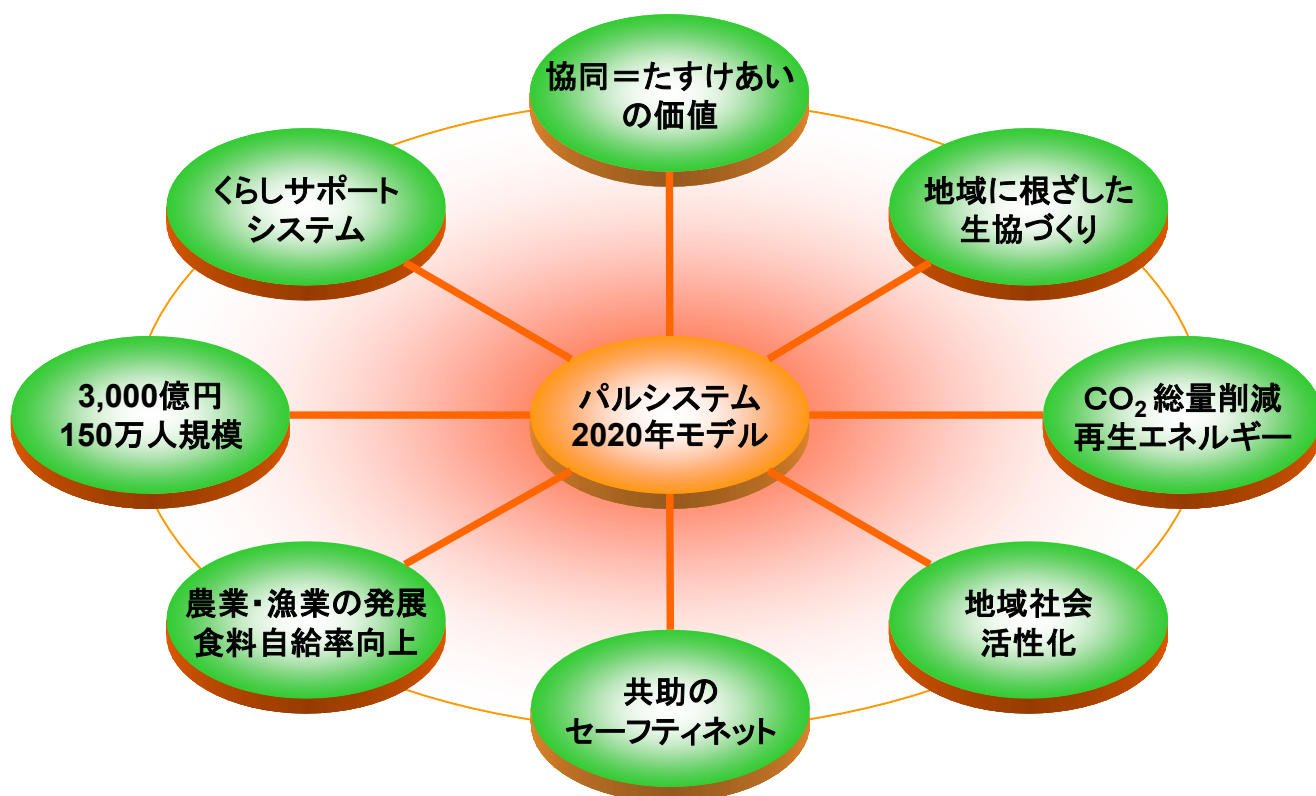 協同＝たすけあい
の価値
くらしサポート
システム
地域に根ざした
生協づくり
3,000億円
150万人規模
パルシステム
2020年モデル
ＣＯ₂ 総量削減
再生エネルギー
農業・漁業の発展
食料自給率向上
地域社会
活性化
共助の
セーフティネット